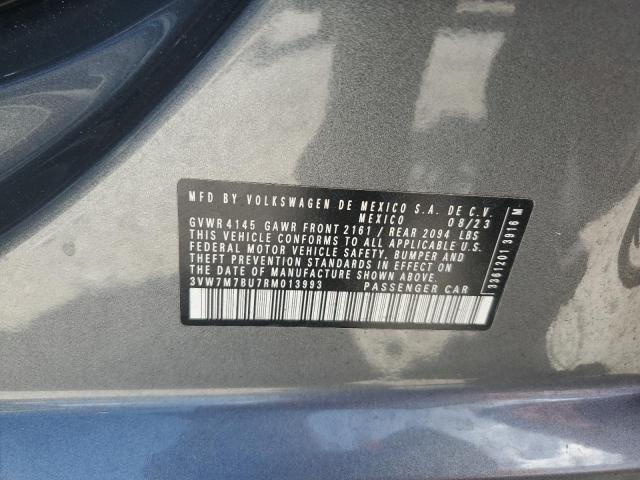 MFD BY VOLKSWAGEN DE MEXICO S.A. DE C.V.
MEXICO 08/23
GVWR 4145 GAWR FRONT 2161 / REAR 2094 LBS
THIS VEHICLE CONFORMS TO ALL APPLICABLE U.S.
FEDERAL MOTOR VEHICLE SAFETY, BUMPER AND
THEFT PREVENTION STANDARDS IN EFFECT ON THE
DATE OF MANUFACTURE SHOWN ABOVE.
3VW7M7BU7RM013993 PASSENGER CAR
3361201 3916 M